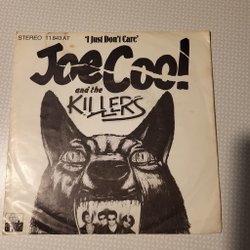 'I Just Don't Care'
STEREO 11 643 AT
Joe Cool
and the
KILLERS